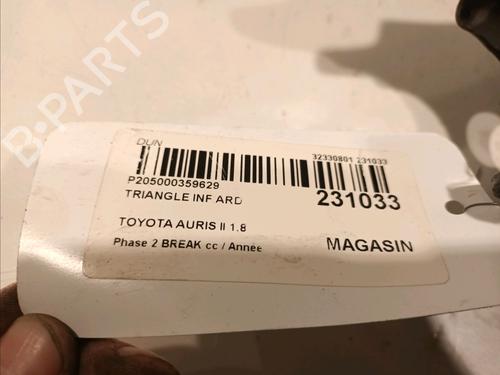 B-PARTS
DUN
32330801 231033
P205000359629
TRIANGLE INF ARD
231033
TOYOTA AURIS II 1.8
Phase 2 BREAK cc / Année
MAGASIN